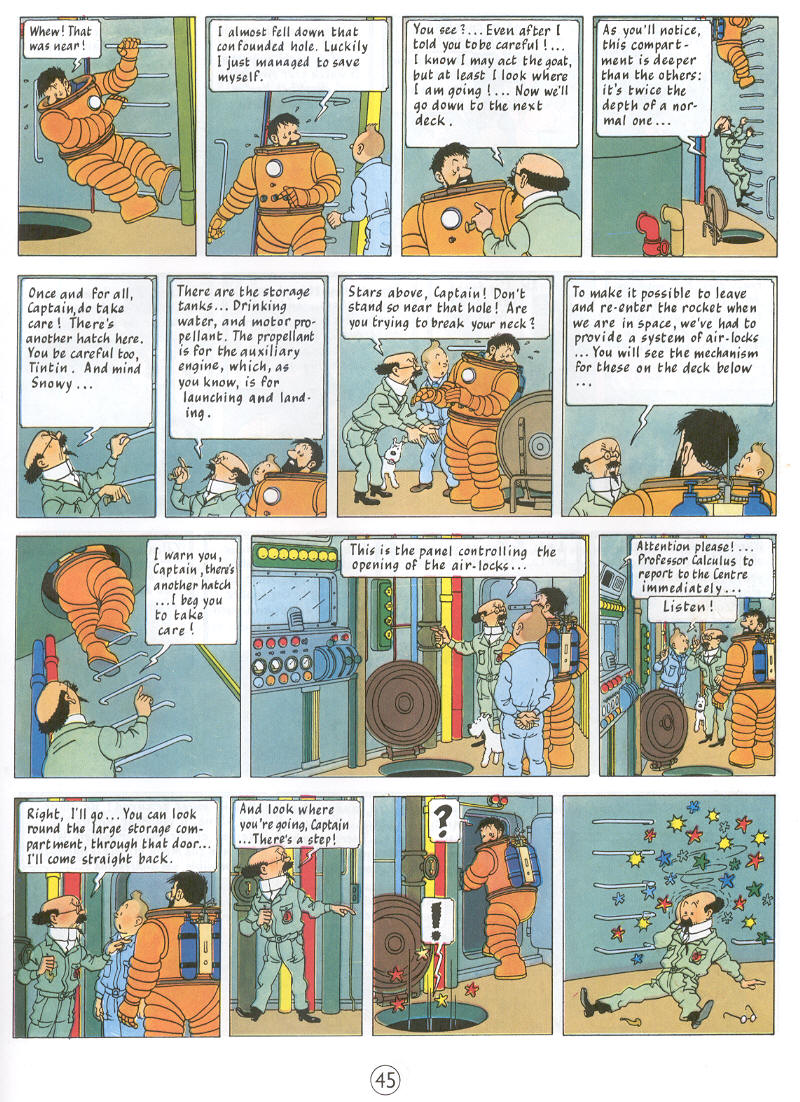 Whew! That
was near!
I almost fell down that
confounded hole. Luckily
I just managed to save
myself.
You see?... Even after I
told you to be careful!...
I know I may act the goat,
but at least I look where
I am going!... Now we'll
go down to the next
deck.
As you'll notice,
this compart-
ment is deeper
than the others:
it's twice the
depth of a nor-
mal one...
Once and for all,
Captain, do take
care! There's
another hatch here.
You be careful too,
Tintin. And mind
Snowy...
There are the storage
tanks... Drinking
water, and motor pro-
pellant. The propellant
is for the auxiliary
engine, which, as
you know, is for
launching and land-
ing.
Stars above, Captain! Don't
stand so near that hole! Are
you trying to break your neck?
To make it possible to leave
and re-enter the rocket when
we are in space, we've had to
provide a system of air-locks
...You will see the mechanism
for these on the deck below
...
I warn you,
Captain, there's
another hatch
...I beg you
to take
care!
This is the panel controlling the
opening of the air-locks...
Attention please!...
Professor Calculus to
report to the Centre
immediately...
Listen!
Right, I'll go... You can look
round the large storage com-
partment, through that door...
I'll come straight back.
And look where
you're going, Captain
...There's a step!
?
!
45